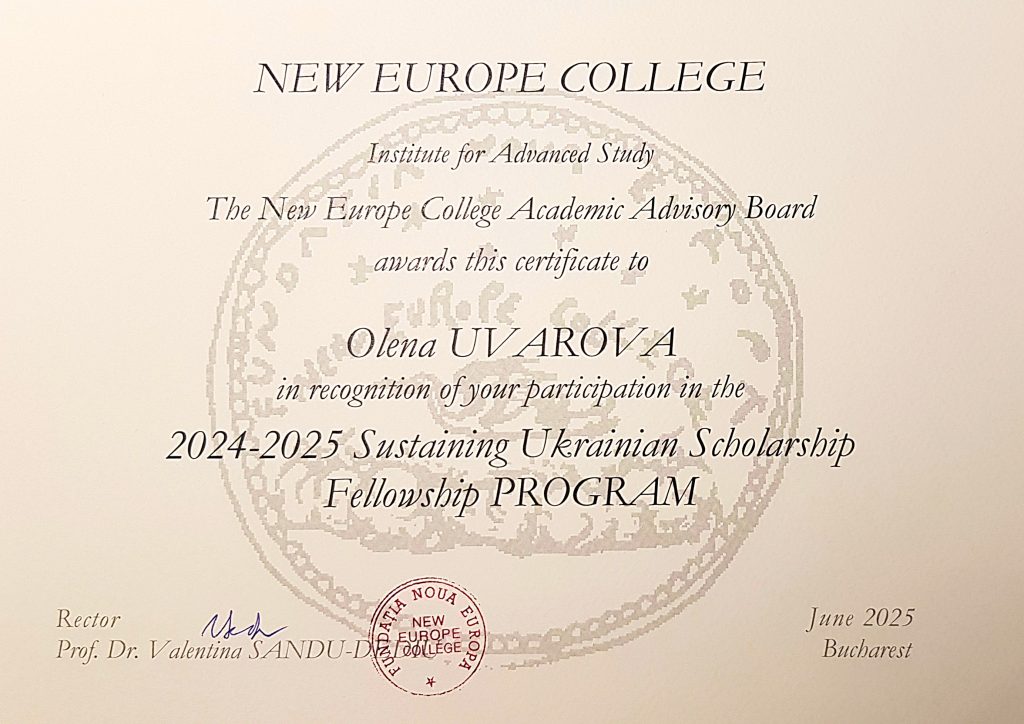 NEW EUROPE COLLEGE
Institute for Advanced Study
The New Europe College Academic Advisory Board
awards this certificate to
Olena UVAROVA
in recognition of your participation in the
2024-2025 Sustaining Ukrainian Scholarship
Fellowship PROGRAM
Rector
Prof. Dr. Valentina
June 2025
Bucharest
FUNDATIA NOUA EUROPA
NEW
EUROPE
COLLEGE
EUROPE